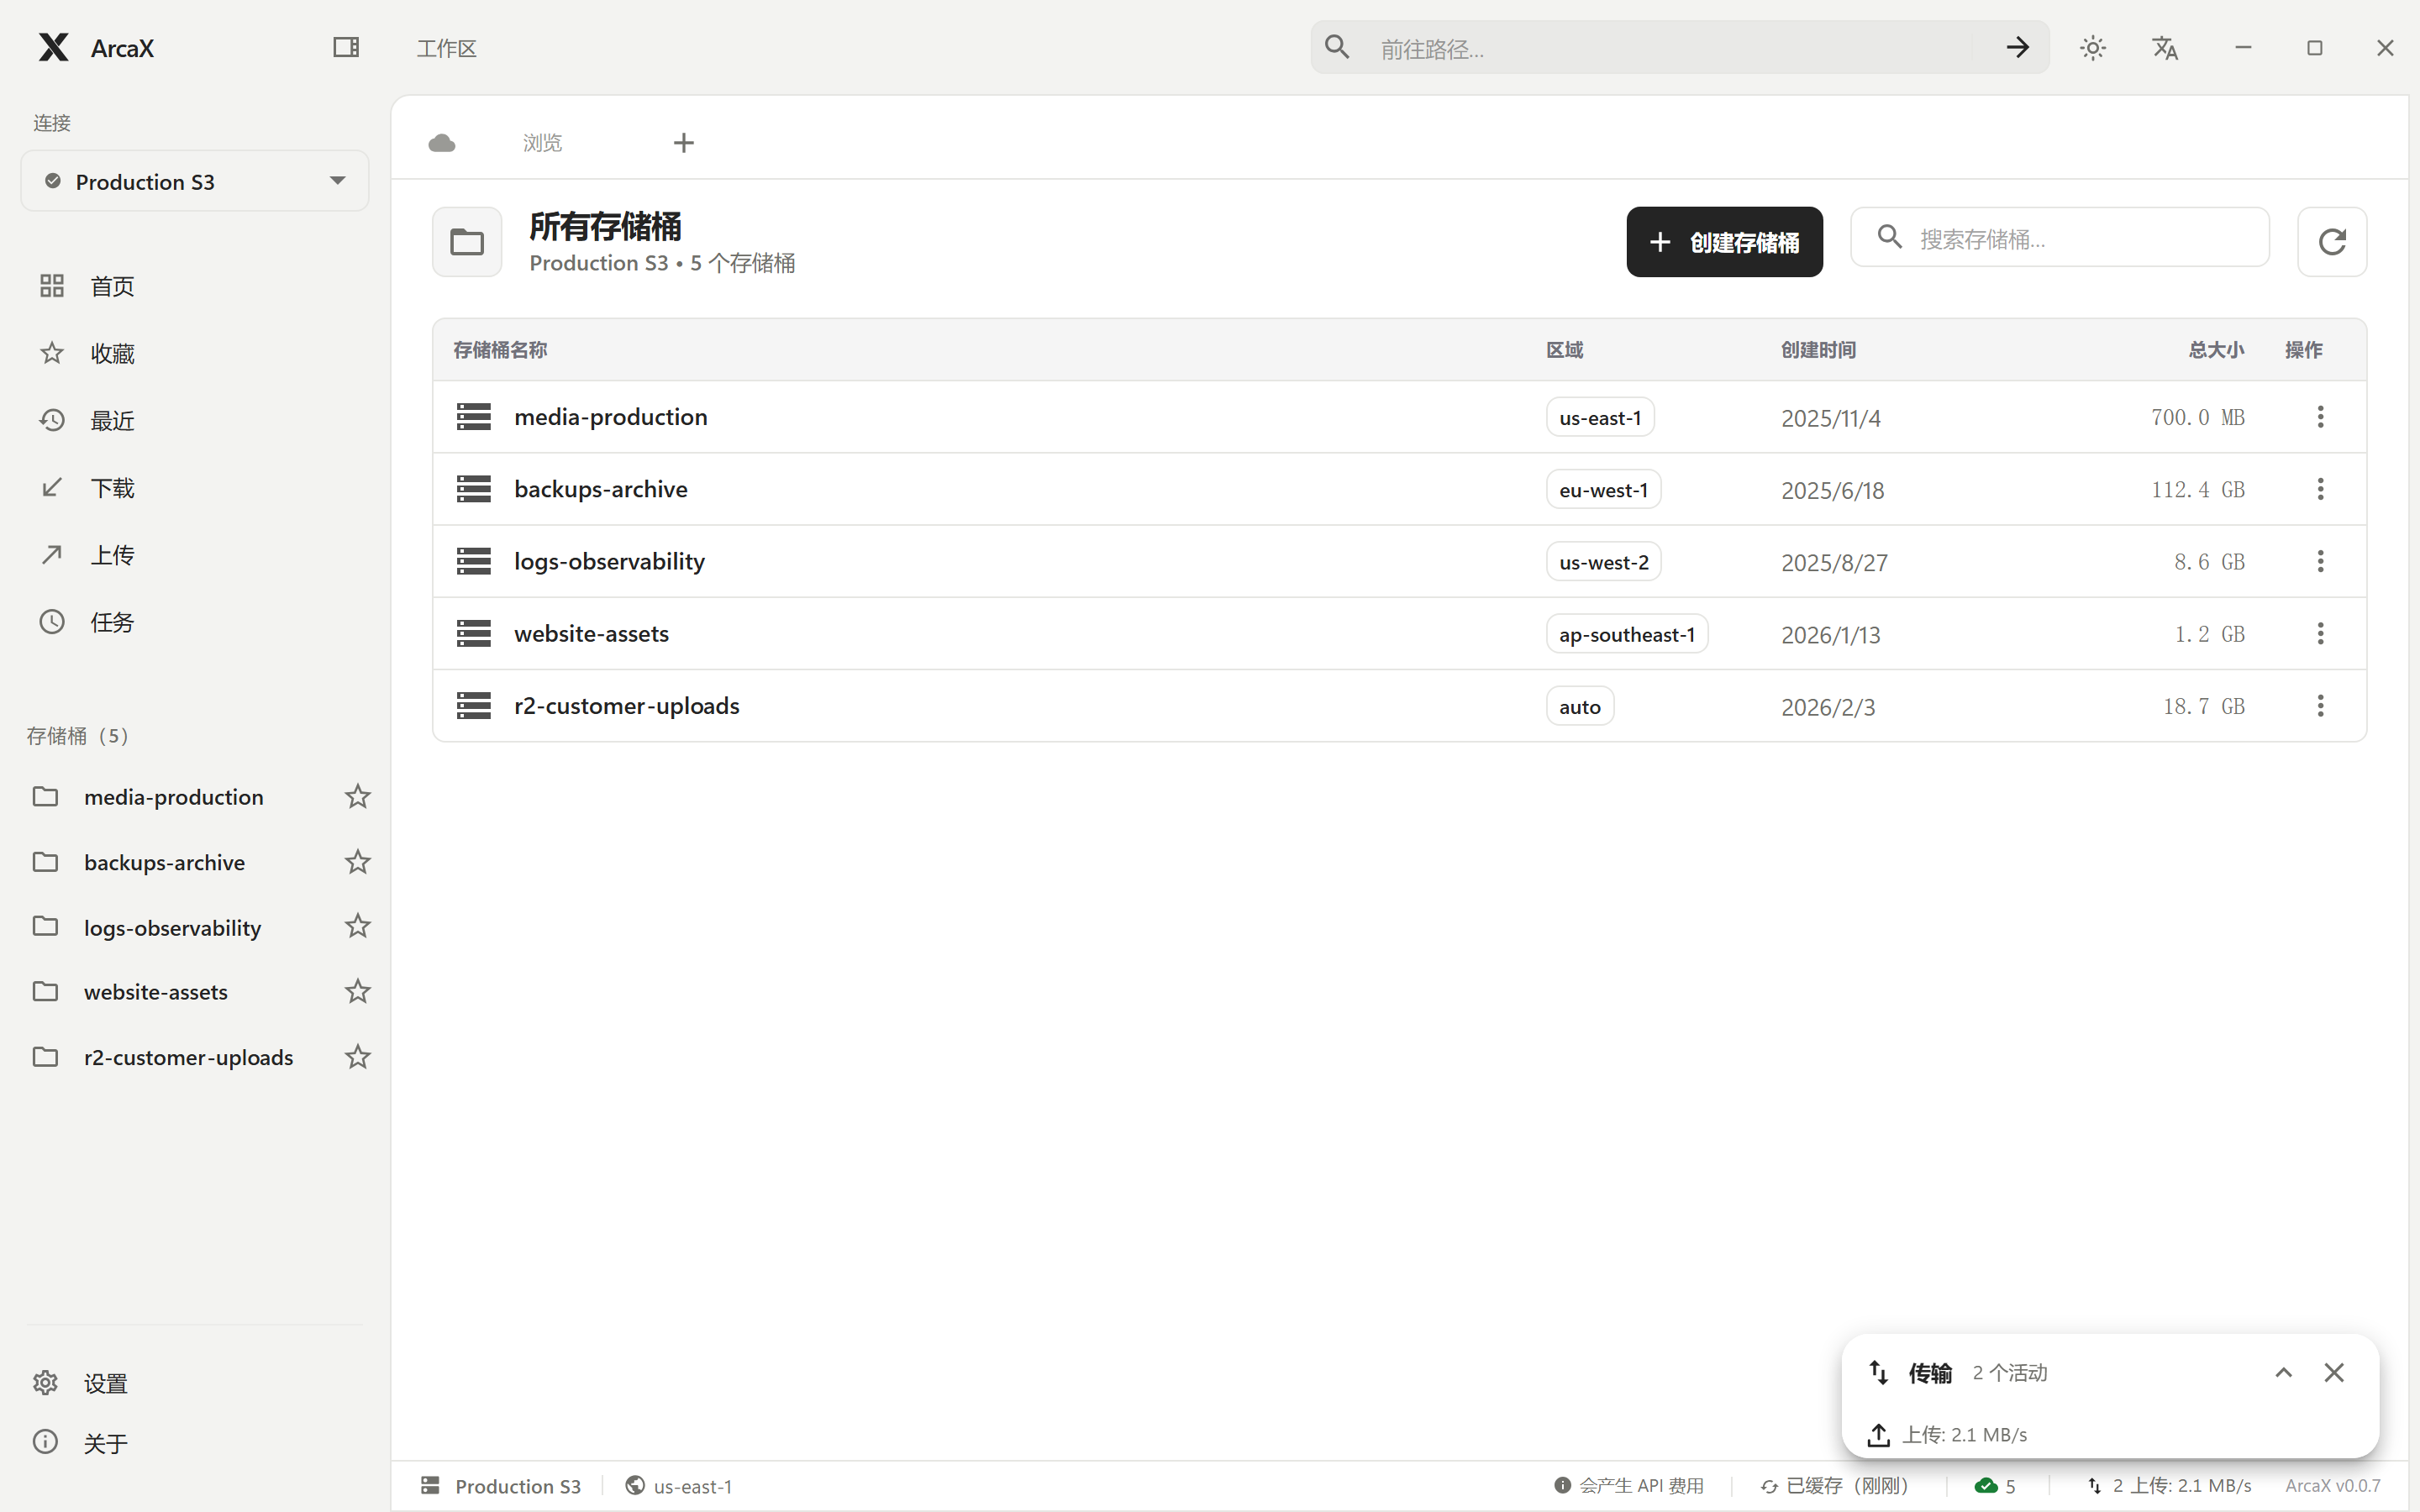 ArcaX
工作区
前往路径...
连接
Production S3
首页
收藏
最近
下载
上传
任务
存储桶 (5)
media-production
backups-archive
logs-observability
website-assets
r2-customer-uploads
设置
关于
浏览
所有存储桶
Production S3 • 5 个存储桶
创建存储桶
搜索存储桶...
存储桶名称 区域 创建时间 总大小 操作
media-production us-east-1 2025/11/4 700.0 MB
backups-archive eu-west-1 2025/6/18 112.4 GB
logs-observability us-west-2 2025/8/27 8.6 GB
website-assets ap-southeast-1 2026/1/13 1.2 GB
r2-customer-uploads auto 2026/2/3 18.7 GB
传输 2 个活动
上传: 2.1 MB/s
Production S3 us-east-1 会产生 API 费用 已缓存（刚刚） 5 2 上传: 2.1 MB/s ArcaX v0.0.7